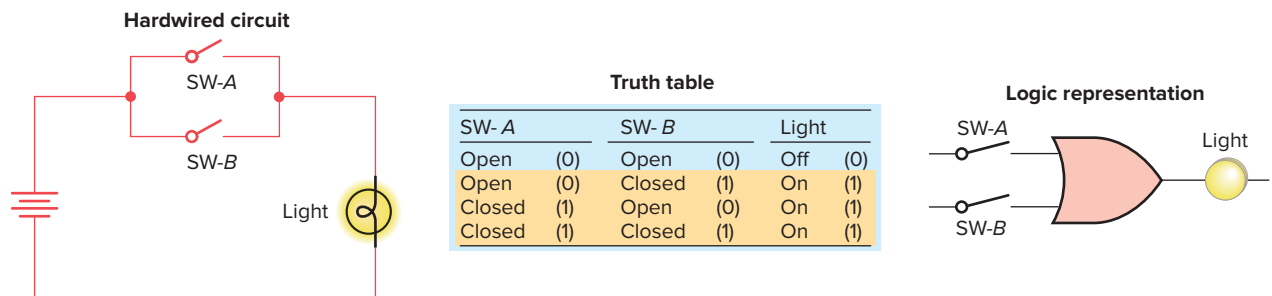 Hardwired circuit
SW-A
SW-B
Light
Truth table
SW- A SW- B Light
Open (0) Open (0) Off (0)
Open (0) Closed (1) On (1)
Closed (1) Open (0) On (1)
Closed (1) Closed (1) On (1)
Logic representation
SW-A
Light
SW-B